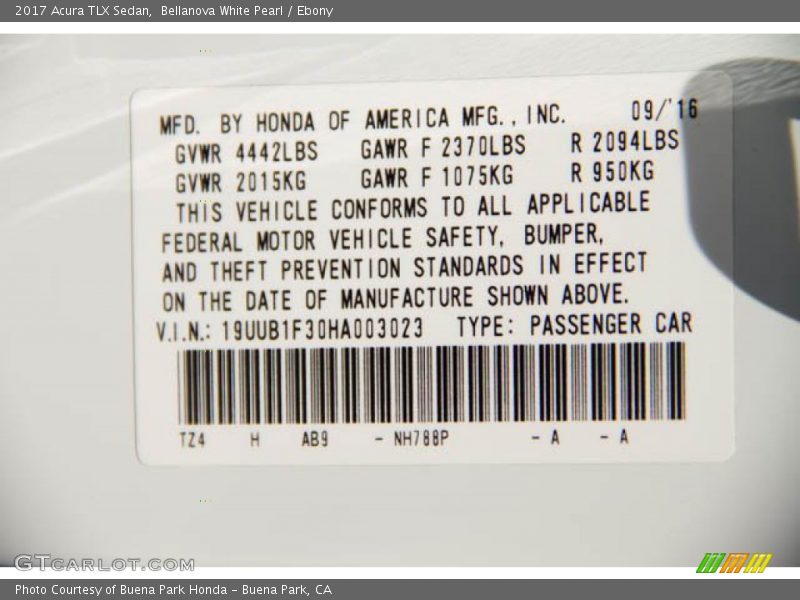 2017 Acura TLX Sedan, Bellanova White Pearl / Ebony
MFD. BY HONDA OF AMERICA MFG., INC. 09/'16
GVWR 4442LBS GAWR F 2370LBS R 2094LBS
GVWR 2015KG GAWR F 1075KG R 950KG
THIS VEHICLE CONFORMS TO ALL APPLICABLE
FEDERAL MOTOR VEHICLE SAFETY, BUMPER,
AND THEFT PREVENTION STANDARDS IN EFFECT
ON THE DATE OF MANUFACTURE SHOWN ABOVE.
V.I.N.: 19UUB1F30HA003023 TYPE: PASSENGER CAR
TZ4 H AB9 - NH788P - A - A
GTCARLOT.COM
Photo Courtesy of Buena Park Honda - Buena Park, CA